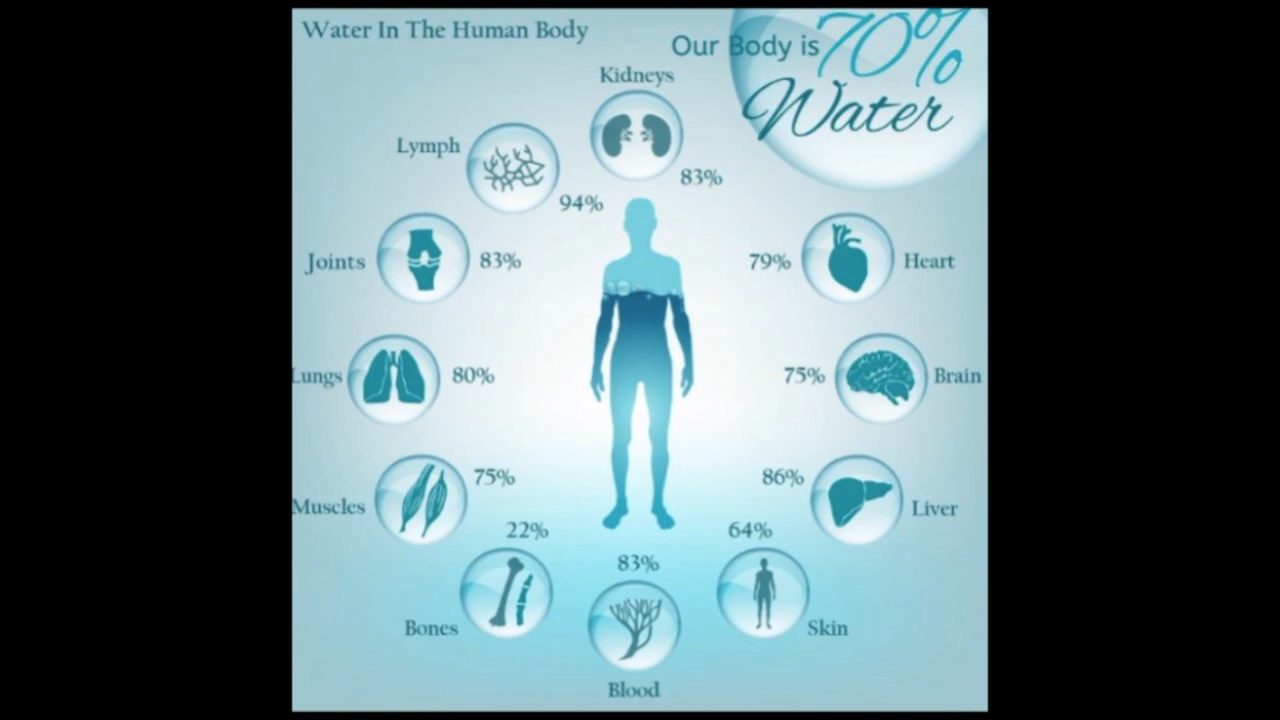 Water In The Human Body
Our Body is 70%
Water
Kidneys
83%
Lymph
94%
Joints
83%
79%
Heart
Lungs
80%
75%
Brain
Muscles
75%
86%
Liver
22%
Bones
83%
Blood
64%
Skin